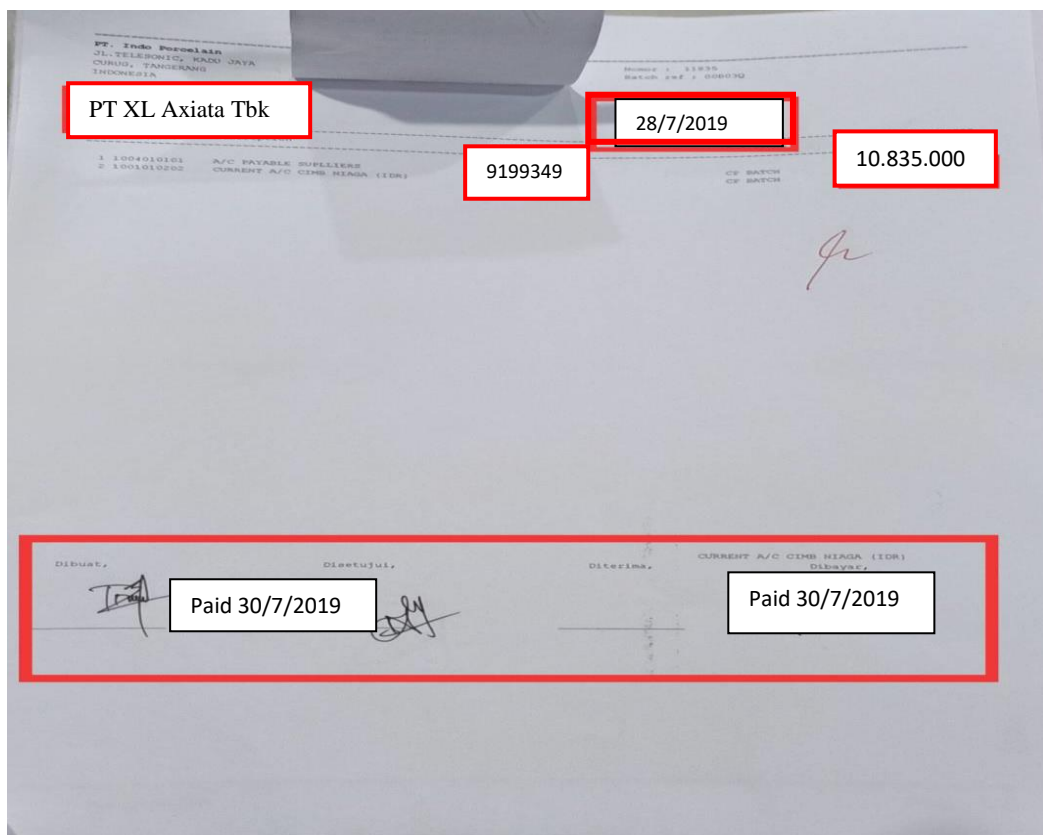 PT. Indo Porcelain
JL.TELESONIC, KADU JAYA
CURUG, TANGERANG
INDONESIA
Nomor : 11835
Batch ref : 00003Q
PT XL Axiata Tbk
28/7/2019
1 1004010101 A/C PAYABLE SUPLLIERS CF BATCH
2 1001010202 CURRENT A/C CIMB NIAGA (IDR) CF BATCH
9199349
10.835.000
CURRENT A/C CIMB NIAGA (IDR)
Dibuat, Disetujui, Diterima, Dibayar,
Paid 30/7/2019 Paid 30/7/2019